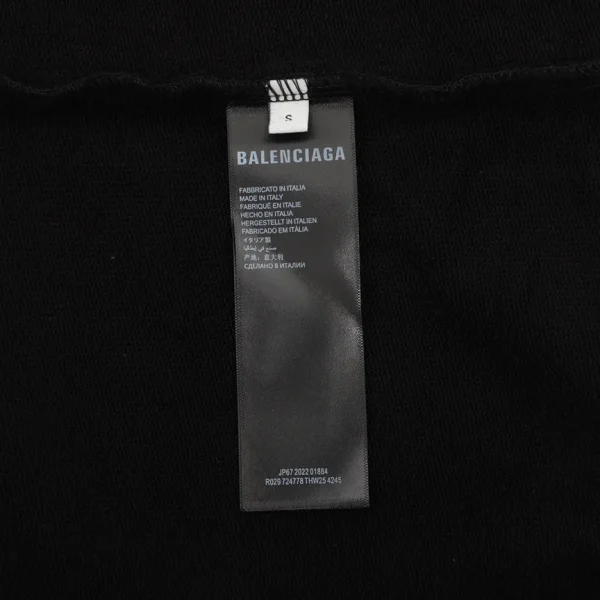 S
BALENCIAGA
FABBRICATO IN ITALIA
MADE IN ITALY
FABRIQUÉ EN ITALIE
HECHO EN ITALIA
HERGESTELLT IN ITALIEN
FABRICADO EM ITÁLIA
イタリア製
صنع في إيطاليا
产地：意大利
СДЕЛАНО В ИТАЛИИ
JP67 2022 01884
R029 724778 THW25 4245